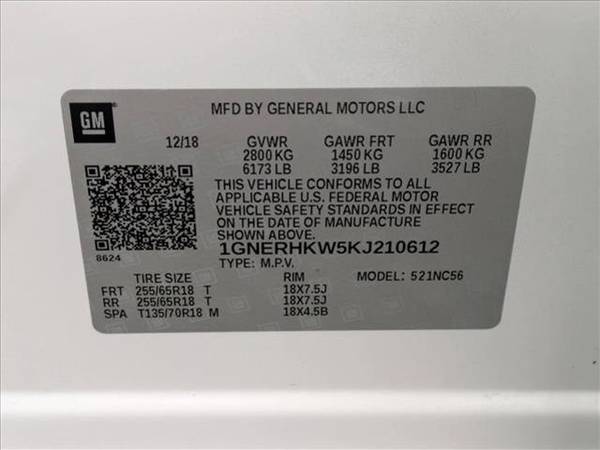 GM
MFD BY GENERAL MOTORS LLC
12/18 GVWR GAWR FRT GAWR RR
2800 KG 1450 KG 1600 KG
6173 LB 3196 LB 3527 LB
THIS VEHICLE CONFORMS TO ALL
APPLICABLE U.S. FEDERAL MOTOR
VEHICLE SAFETY STANDARDS IN EFFECT
ON THE DATE OF MANUFACTURE
SHOWN ABOVE.
8624
1GNERHKW5KJ210612
TYPE: M.P.V.
TIRE SIZE RIM MODEL: 521NC56
FRT 255/65R18 T 18X7.5J
RR 255/65R18 T 18X7.5J
SPA T135/70R18 M 18X4.5B